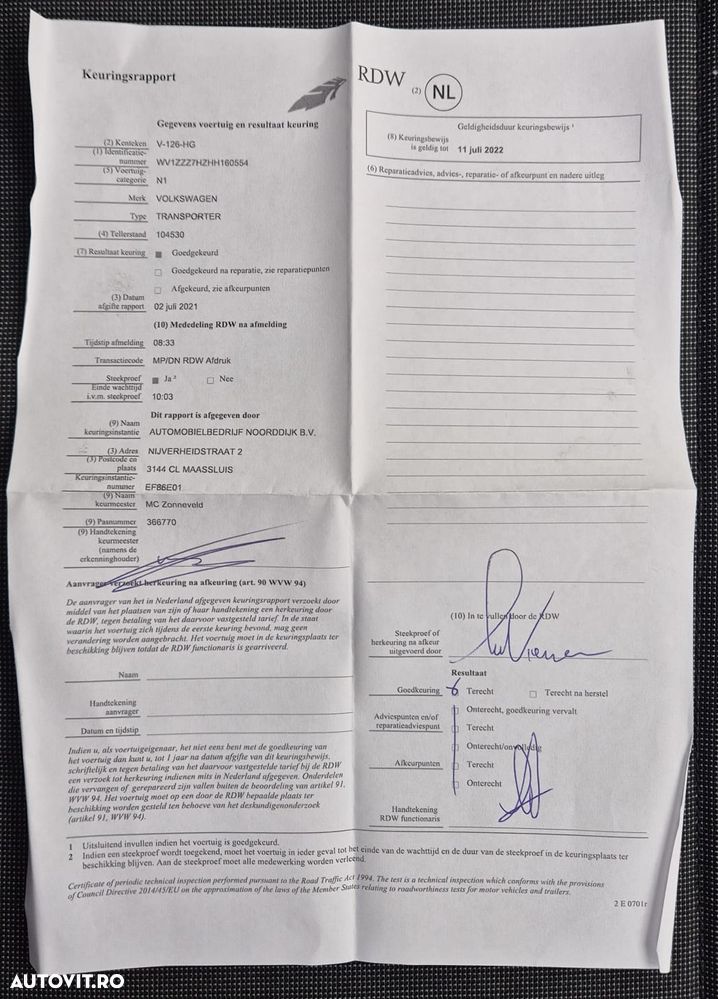 Keuringsrapport
RDW (2) NL
Gegevens voertuig en resultaat keuring
(2) Kenteken V-126-HG
(1) Identificatie-
nummer WV1ZZZ7HZHH160554
(5) Voertuig-
categorie N1
Merk VOLKSWAGEN
Type TRANSPORTER
(4) Tellerstand 104530
(7) Resultaat keuring Goedgekeurd
Goedgekeurd na reparatie, zie reparatiepunten
Afgekeurd, zie afkeurpunten
(3) Datum
afgifte rapport 02 juli 2021
(10) Mededeling RDW na afmelding
Tijdstip afmelding 08:33
Transactiecode MP/DN RDW Afdruk
Steekproef Ja ² Nee
Einde wachttijd
i.v.m. steekproef 10:03
Dit rapport is afgegeven door
(9) Naam
keuringsinstantie AUTOMOBIELBEDRIJF NOORDDIJK B.V.
(3) Adres NIJVERHEIDSTRAAT 2
(3) Postcode en
plaats 3144 CL MAASSLUIS
Keuringsinstantie-
nummer EF86E01
(9) Naam
keurmeester MC Zonneveld
(9) Pasnummer 366770
(9) Handtekening
keurmeester
(namens de
erkenninghouder)
Aanvrager verzoekt herkeuring na afkeuring (art. 90 WVW 94)
De aanvrager van het in Nederland afgegeven keuringsrapport verzoekt door
middel van het plaatsen van zijn of haar handtekening een herkeuring door
de RDW, tegen betaling van het daarvoor vastgesteld tarief. In de staat
waarin het voertuig zich tijdens de eerste keuring bevond, mag geen
verandering worden aangebracht. Het voertuig moet in de keuringsplaats ter
beschikking blijven totdat de RDW functionaris is gearriveerd.
Naam
Handtekening
aanvrager
Datum en tijdstip
Indien u, als voertuigeigenaar, het niet eens bent met de goedkeuring van
het voertuig dan kunt u, tot 1 jaar na datum afgifte van dit keuringsbewijs,
schriftelijk en tegen betaling van het daarvoor vastgestelde tarief bij de RDW
een verzoek tot herkeuring indienen mits in Nederland afgegeven. Onderdelen
die vervangen of gerepareerd zijn vallen buiten de beoordeling van artikel 91,
WVW 94. Het voertuig moet op een door de RDW bepaalde plaats ter
beschikking worden gesteld ten behoeve van het deskundigenonderzoek
(artikel 91, WVW 94).
Geldigheidsduur keuringsbewijs ¹
(8) Keuringsbewijs
is geldig tot 11 juli 2022
(6) Reparatieadvies, advies-, reparatie- of afkeurpunt en nadere uitleg
(10) In te vullen door de RDW
Steekproef of
herkeuring na afkeur
uitgevoerd door
Resultaat
Goedkeuring Terecht Terecht na herstel
Onterecht, goedkeuring vervalt
Adviespunten en/of
reparatieadviespunt Terecht
Onterecht/onvolledig
Afkeurpunten Terecht
Onterecht
Handtekening
RDW functionaris
1 Uitsluitend invullen indien het voertuig is goedgekeurd.
2 Indien een steekproef wordt toegekend, moet het voertuig in ieder geval tot het einde van de wachttijd en de duur van de steekproef in de keuringsplaats ter
beschikking blijven. Aan de steekproef moet alle medewerking worden verleend.
Certificate of periodic technical inspection performed pursuant to the Road Traffic Act 1994. The test is a technical inspection which conforms with the provisions
of Council Directive 2014/45/EU on the approximation of the laws of the Member States relating to roadworthiness tests for motor vehicles and trailers.
2 E 0701r
AUTOVIT.RO